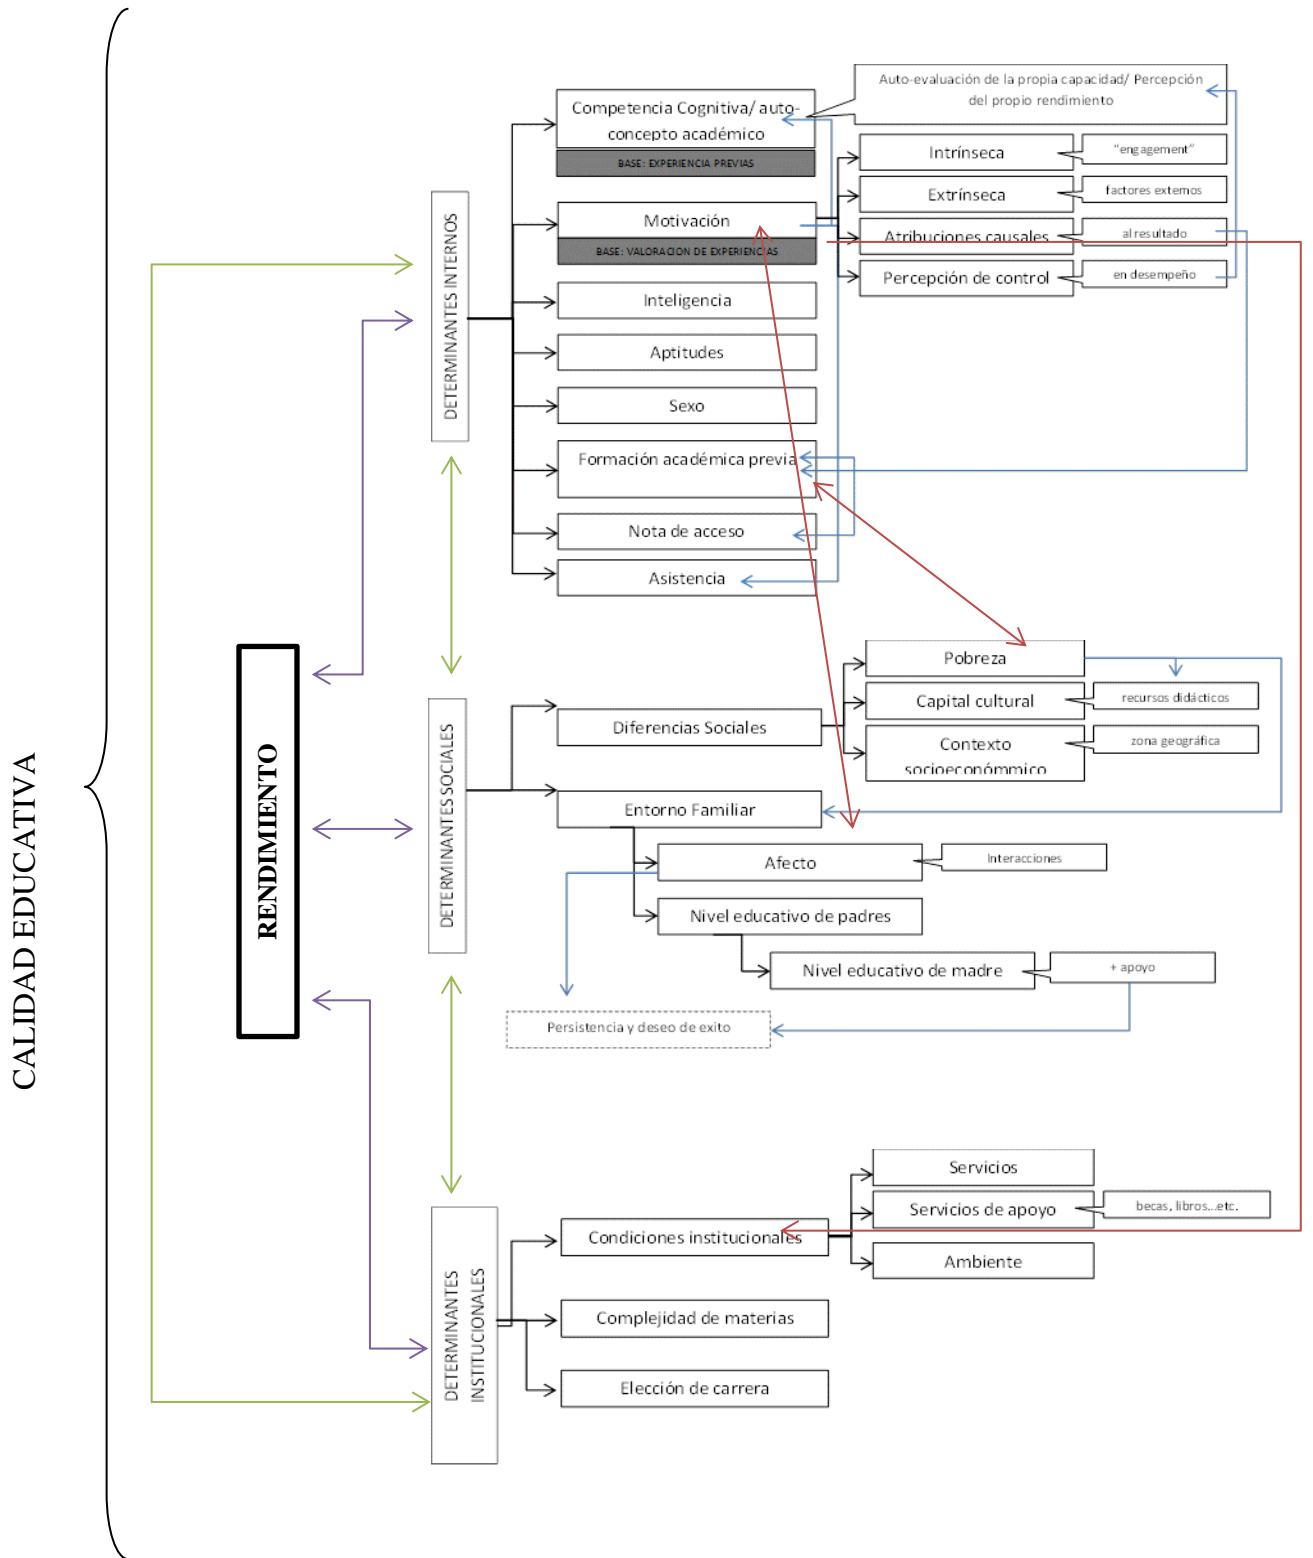 CALIDAD EDUCATIVA
RENDIMIENTO
DETERMINANTES INTERNOS
Competencia Cognitiva/ auto-
concepto académico
BASE: EXPERIENCIA PREVIAS
Auto-evaluación de la propia capacidad/ Percepción
del propio rendimiento
Motivación
BASE: VALORACION DE EXPERIENCIAS
Intrínseca
"engagement"
Extrínseca
factores externos
Atribuciones causales
al resultado
Percepción de control
en desempeño
Inteligencia
Aptitudes
Sexo
Formación académica previa
Nota de acceso
Asistencia
DETERMINANTES SOCIALES
Diferencias Sociales
Pobreza
Capital cultural
recursos didácticos
Contexto
socioeconómmico
zona geográfica
Entorno Familiar
Afecto
Interacciones
Nivel educativo de padres
Nivel educativo de madre
+ apoyo
Persistencia y deseo de exito
DETERMINANTES
INSTITUCIONALES
Condiciones institucionales
Servicios
Servicios de apoyo
becas, libros...etc.
Ambiente
Complejidad de materias
Elección de carrera